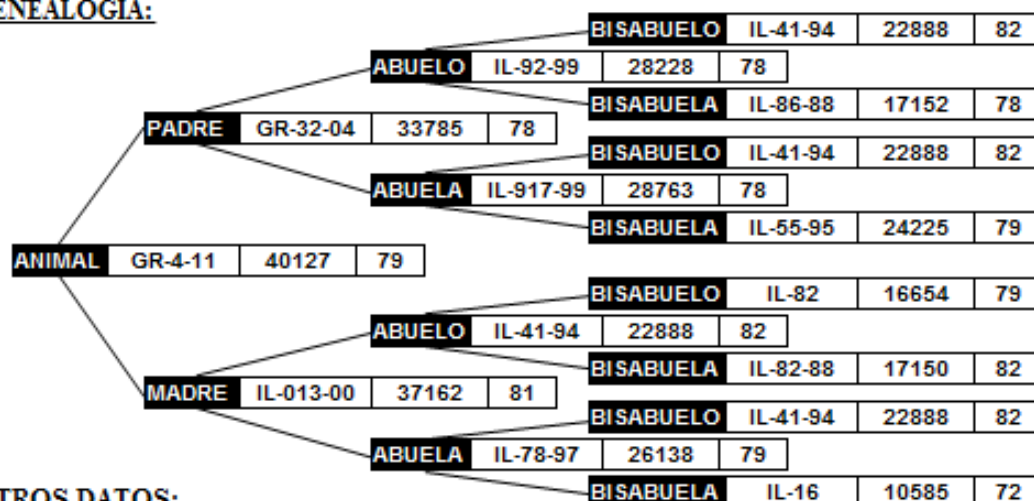 ENEALOGIA:
BISABUELO IL-41-94 22888 82
ABUELO IL-92-99 28228 78
BISABUELA IL-86-88 17152 78
PADRE GR-32-04 33785 78
BISABUELO IL-41-94 22888 82
ABUELA IL-917-99 28763 78
BISABUELA IL-55-95 24225 79
ANIMAL GR-4-11 40127 79
BISABUELO IL-82 16654 79
ABUELO IL-41-94 22888 82
BISABUELA IL-82-88 17150 82
MADRE IL-013-00 37162 81
BISABUELO IL-41-94 22888 82
ABUELA IL-78-97 26138 79
BISABUELA IL-16 10585 72
TROS DATOS: